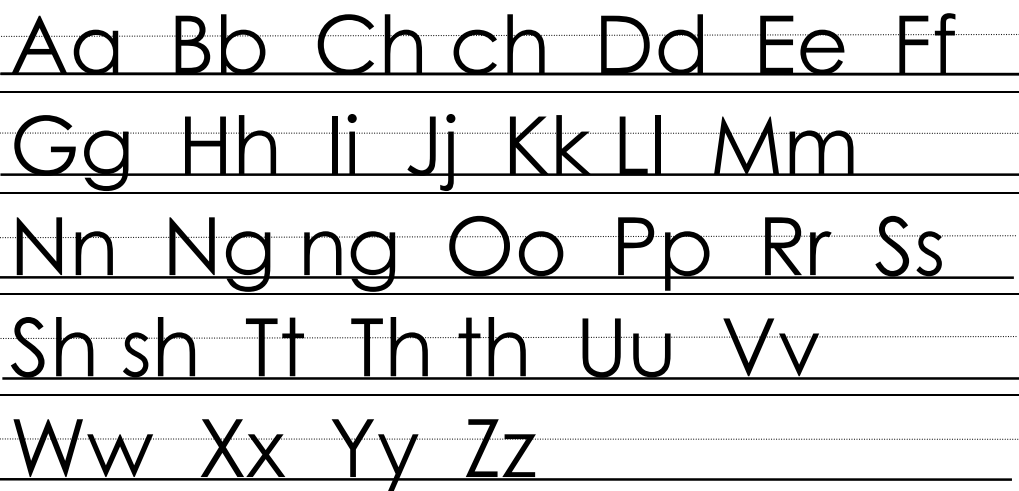 Aa Bb Ch ch Dd Ee Ff
Gg Hh Ii Jj Kk Ll Mm
Nn Ng ng Oo Pp Rr Ss
Sh sh Tt Th th Uu Vv
Ww Xx Yy Zz